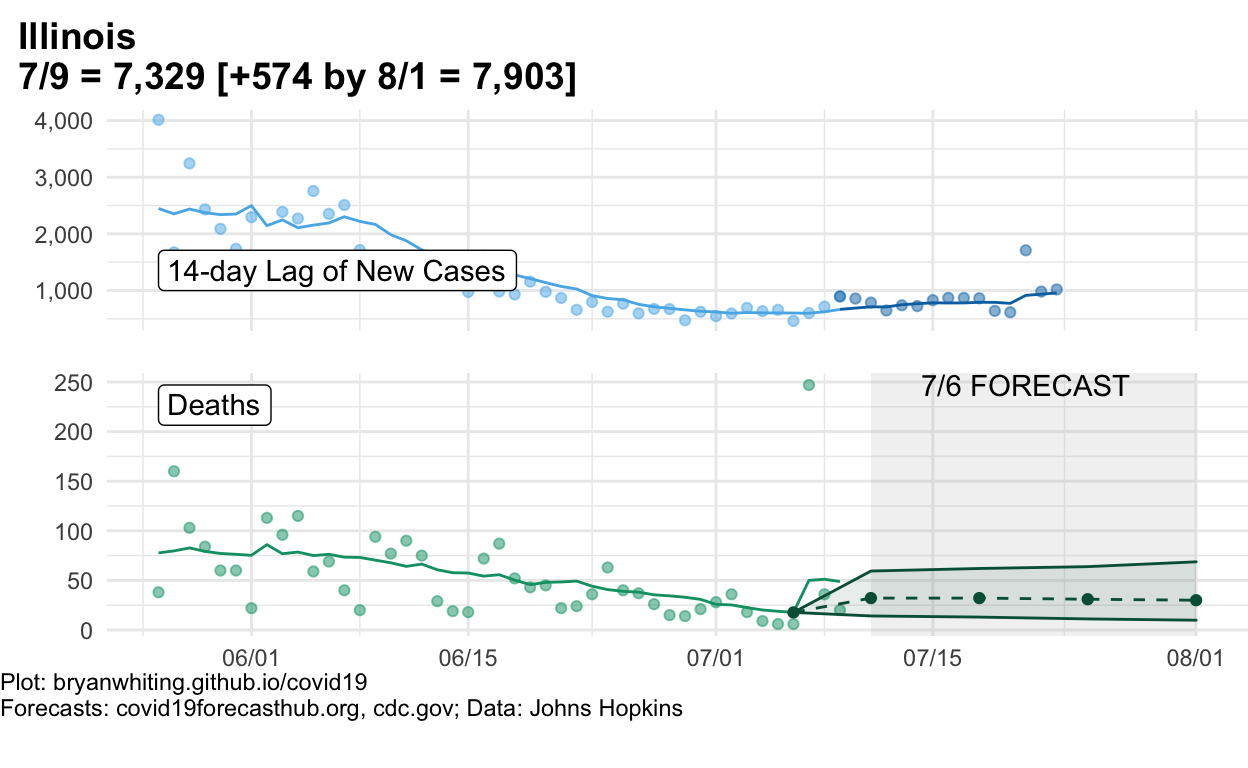 Illinois
7/9 = 7,329 [+574 by 8/1 = 7,903]
4,000
3,000
2,000
1,000
14-day Lag of New Cases
250
200
150
100
50
0
Deaths
7/6 FORECAST
06/01 06/15 07/01 07/15 08/01
Plot: bryanwhiting.github.io/covid19
Forecasts: covid19forecasthub.org, cdc.gov; Data: Johns Hopkins